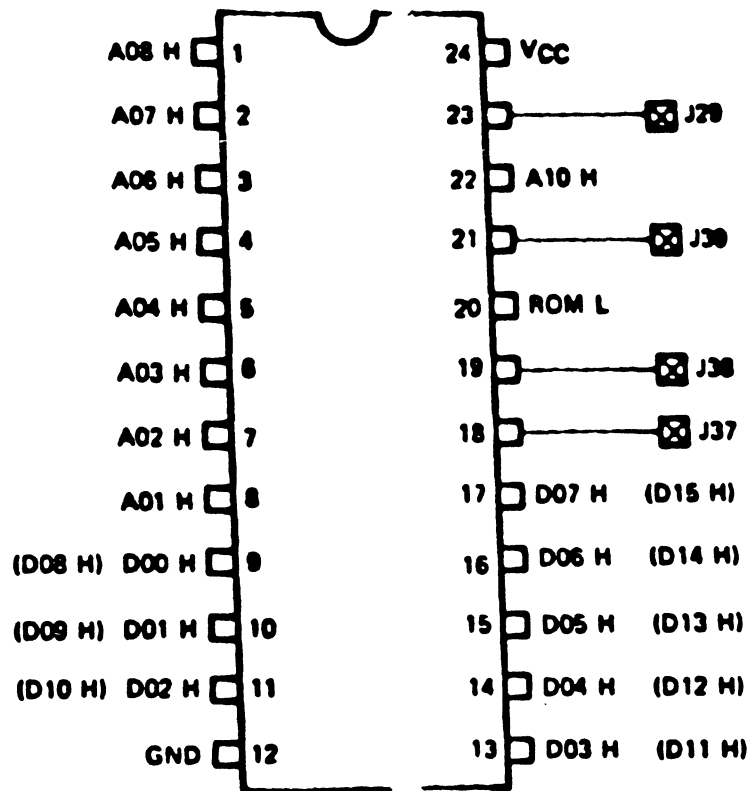 A08 H 1 24 VCC
A07 H 2 23 J29
A06 H 3 22 A10 H
A05 H 4 21 J39
A04 H 5 20 ROM L
A03 H 6 19 J38
A02 H 7 18 J37
A01 H 8 17 D07 H (D15 H)
(D08 H) D00 H 9 16 D06 H (D14 H)
(D09 H) D01 H 10 15 D05 H (D13 H)
(D10 H) D02 H 11 14 D04 H (D12 H)
GND 12 13 D03 H (D11 H)